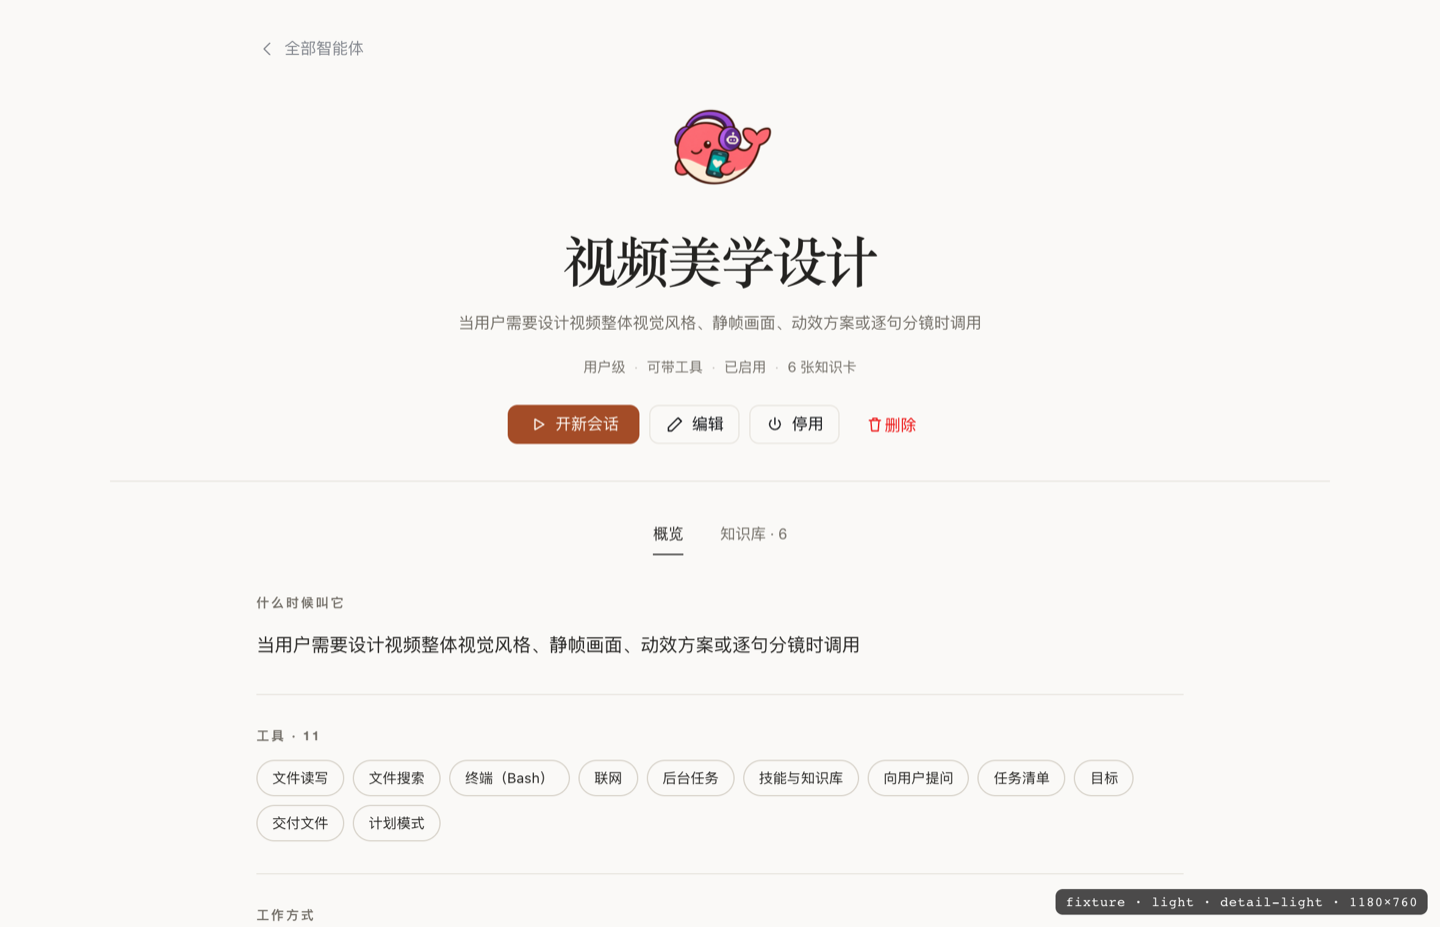 全部智能体
视频美学设计
当用户需要设计视频整体视觉风格、静帧画面、动效方案或逐句分镜时调用
用户级 · 可带工具 · 已启用 · 6 张知识卡
开新会话 编辑 停用 删除
概览 知识库 · 6
什么时候叫它
当用户需要设计视频整体视觉风格、静帧画面、动效方案或逐句分镜时调用
工具 · 11
文件读写 文件搜索 终端（Bash） 联网 后台任务 技能与知识库 向用户提问 任务清单 目标
交付文件 计划模式
工作方式
fixture · light · detail-light · 1180×760